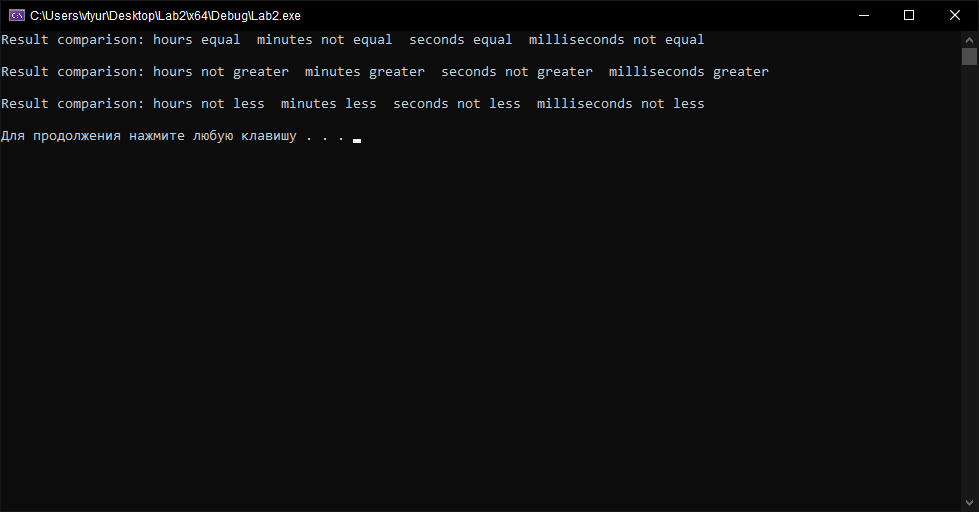 C:\Users\vtyur\Desktop\Lab2\x64\Debug\Lab2.exe
Result comparison: hours equal  minutes not equal  seconds equal  milliseconds not equal
Result comparison: hours not greater  minutes greater  seconds not greater  milliseconds greater
Result comparison: hours not less  minutes less  seconds not less  milliseconds not less
Для продолжения нажмите любую клавишу . . .